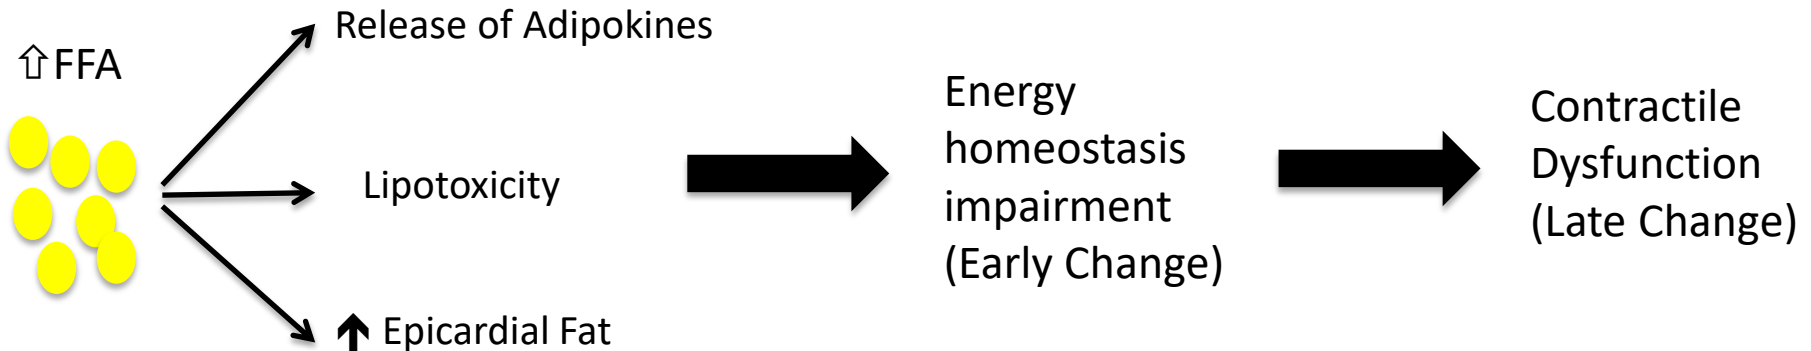 ⇧FFA
Release of Adipokines
Lipotoxicity
↑ Epicardial Fat
Energy
homeostasis
impairment
(Early Change)
Contractile
Dysfunction
(Late Change)